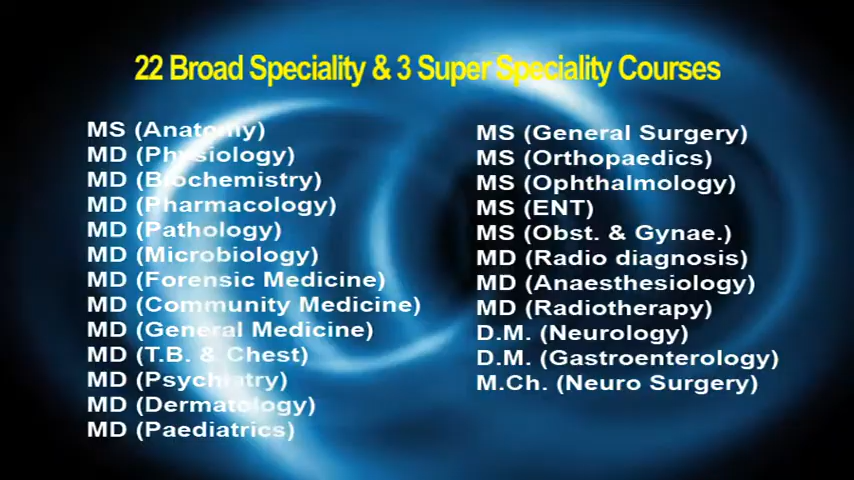 22 Broad Speciality & 3 Super Speciality Courses
MS (Anatomy)
MD (Physiology)
MD (Biochemistry)
MD (Pharmacology)
MD (Pathology)
MD (Microbiology)
MD (Forensic Medicine)
MD (Community Medicine)
MD (General Medicine)
MD (T.B. & Chest)
MD (Psychiatry)
MD (Dermatology)
MD (Paediatrics)
MS (General Surgery)
MS (Orthopaedics)
MS (Ophthalmology)
MS (ENT)
MS (Obst. & Gynae.)
MD (Radio diagnosis)
MD (Anaesthesiology)
MD (Radiotherapy)
D.M. (Neurology)
D.M. (Gastroenterology)
M.Ch. (Neuro Surgery)